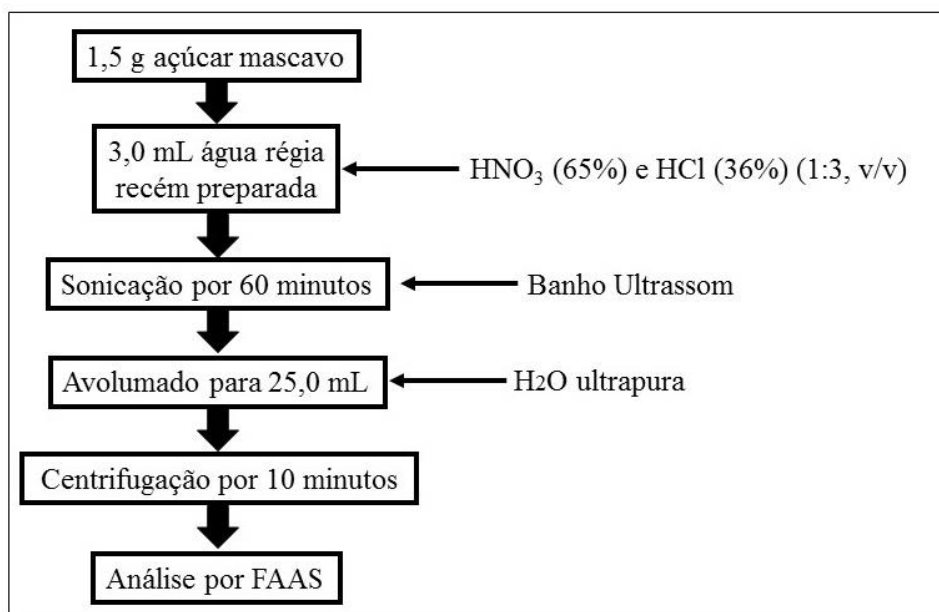 1,5 g açúcar mascavo
3,0 mL água régia
recém preparada
HNO₃ (65%) e HCl (36%) (1:3, v/v)
Sonicação por 60 minutos
Banho Ultrassom
Avolumado para 25,0 mL
H2O ultrapura
Centrifugação por 10 minutos
Análise por FAAS